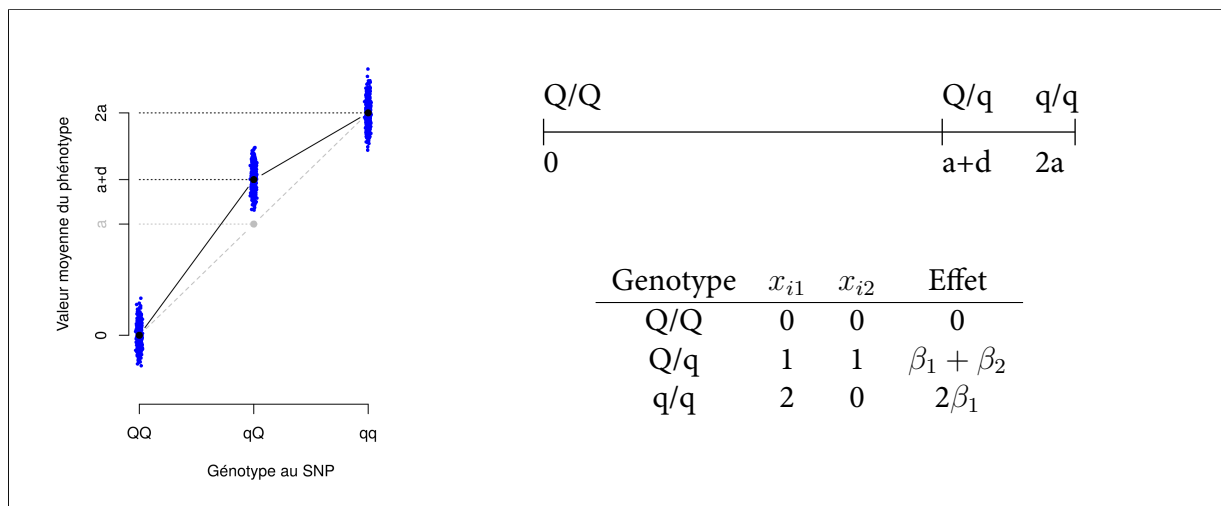 Valeur moyenne du phénotype
2a
a+d
a
0
QQ qQ qq
Génotype au SNP
Q/Q Q/q q/q
0 a+d 2a
Genotype x_{i1} x_{i2} Effet
Q/Q 0 0 0
Q/q 1 1 β_1 + β_2
q/q 2 0 2β_1